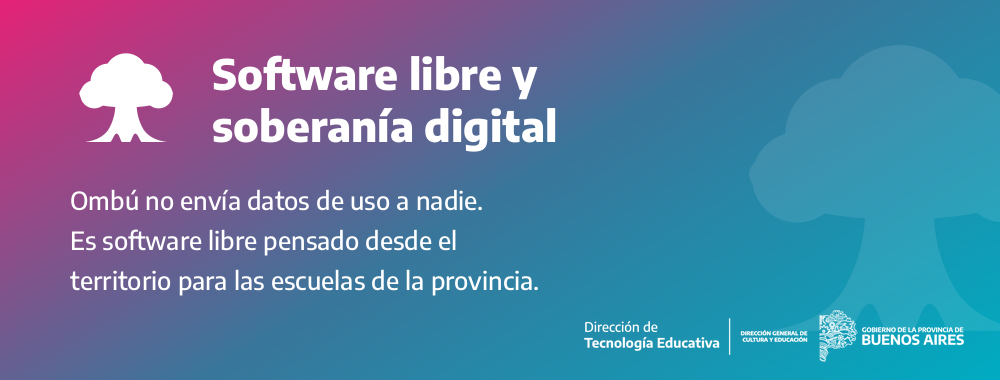 Software libre y
soberanía digital
Ombú no envía datos de uso a nadie.
Es software libre pensado desde el
territorio para las escuelas de la provincia.
Dirección de
Tecnología Educativa
DIRECCIÓN GENERAL DE
CULTURA Y EDUCACIÓN
GOBIERNO DE LA PROVINCIA DE
BUENOS AIRES